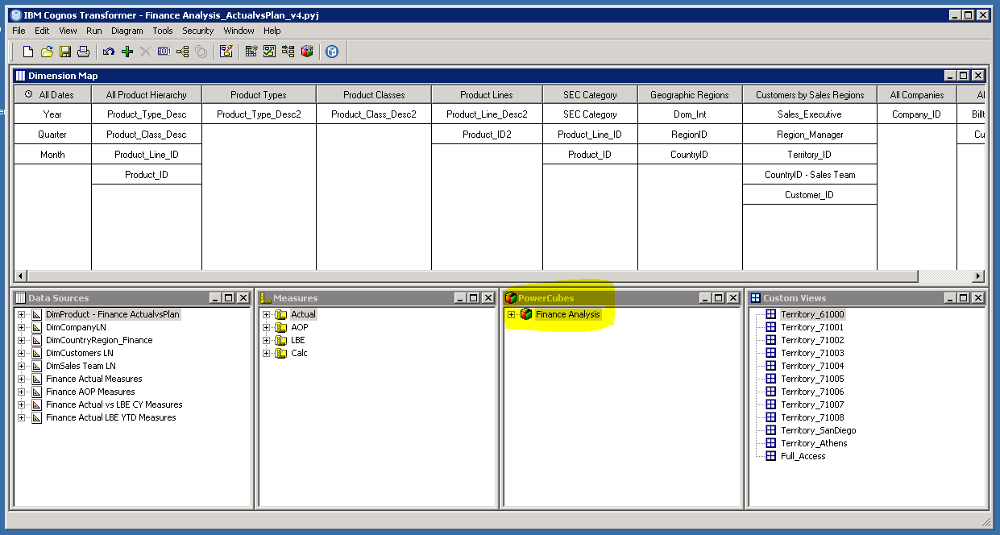 IBM Cognos Transformer - Finance Analysis_ActualvsPlan_v4.pyj
File Edit View Run Diagram Tools Security Window Help
Dimension Map
All Dates All Product Hierarchy Product Types Product Classes Product Lines SEC Category Geographic Regions Customers by Sales Regions All Companies Al
Year Product_Type_Desc Product_Type_Desc2 Product_Class_Desc2 Product_Line_Desc2 SEC Category Dom_Int Sales_Executive Company_ID Billt
Quarter Product_Class_Desc Product_ID2 Product_Line_ID RegionID Region_Manager Cu
Month Product_Line_ID Product_ID CountryID Territory_ID
Product_ID CountryID - Sales Team
Customer_ID
Data Sources
DimProduct - Finance ActualvsPlan
DimCompanyLN
DimCountryRegion_Finance
DimCustomers LN
DimSales Team LN
Finance Actual Measures
Finance AOP Measures
Finance Actual vs LBE CY Measures
Finance Actual LBE YTD Measures
Measures
Actual
AOP
LBE
Calc
PowerCubes
Finance Analysis
Custom Views
Territory_61000
Territory_71001
Territory_71002
Territory_71003
Territory_71004
Territory_71005
Territory_71006
Territory_71007
Territory_71008
Territory_SanDiego
Territory_Athens
Full_Access